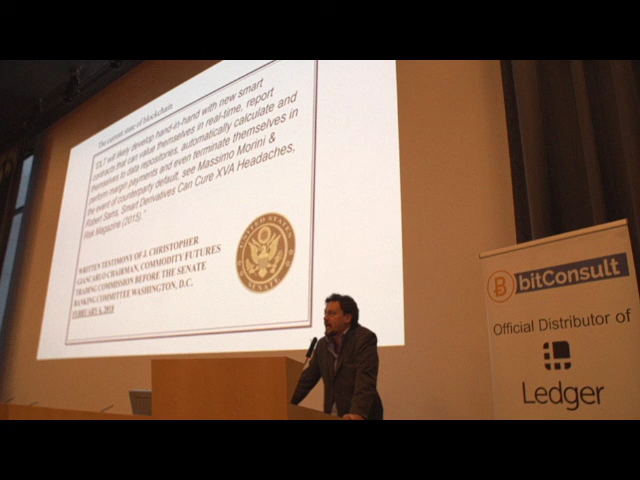 The current state of blockchain
"DLT will likely develop hand-in-hand with new smart
contracts that can value themselves in real-time, report
themselves to data repositories, automatically calculate and
perform margin payments and even terminate themselves in
the event of counterparty default, see Massimo Morini &
Robert Sams, Smart Derivatives Can Cure XVA Headaches,
Risk Magazine (2015)."
WRITTEN TESTIMONY OF J. CHRISTOPHER
GIANCARLO CHAIRMAN, COMMODITY FUTURES
TRADING COMMISSION BEFORE THE SENATE
BANKING COMMITTEE WASHINGTON, D.C.
FEBRUARY 6, 2018
UNITED STATES
SENATE
bitConsult
Official Distributor of
Ledger